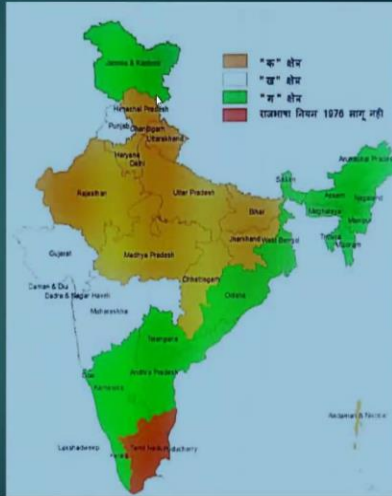 "क" क्षेत्र
"ख" क्षेत्र
"ग" क्षेत्र
राजभाषा नियम 1976 लागू नही
Jammu & Kashmir
Himachal Pradesh
Punjab
Chandigarh
Uttarakhand
Haryana
Delhi
Arunachal Pradesh
Rajasthan
Uttar Pradesh
Sikkim
Assam
Nagaland
Meghalaya
Bihar
Manipur
Jharkhand
West Bengal
Tripura
Mizoram
Gujarat
Madhya Pradesh
Chhattisgarh
Daman & Diu
Dadra & Nagar Haveli
Odisha
Maharashtra
Telangana
Goa
Andhra Pradesh
Karnataka
Lakshadweep
Kerala
Tamil Nadu
Puducherry
Andaman & Nicobar